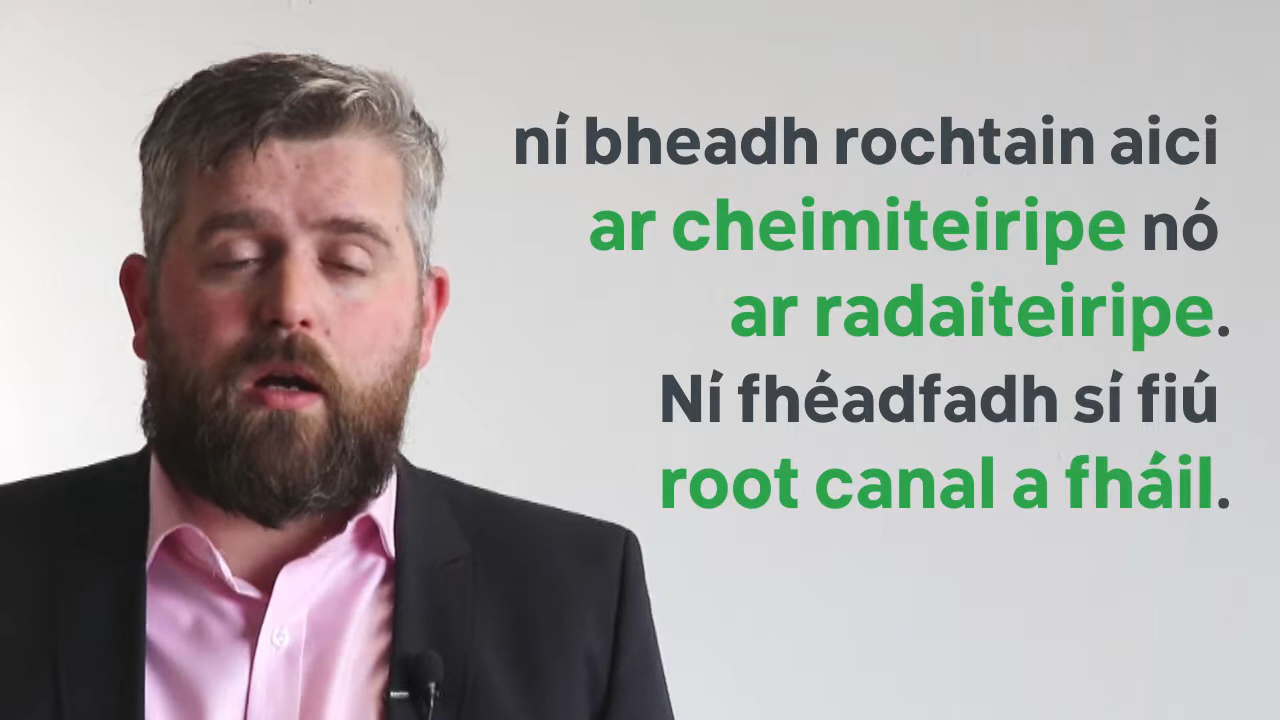 ní bheadh rochtain aici
ar cheimiteiripe nó
ar radaiteiripe.
Ní fhéadfadh sí fiú
root canal a fháil.